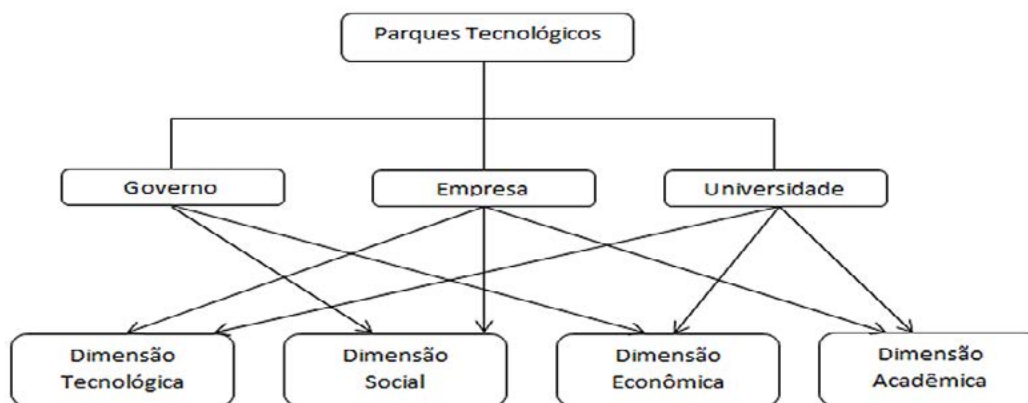 Parques Tecnológicos
Governo
Empresa
Universidade
Dimensão
Tecnológica
Dimensão
Social
Dimensão
Econômica
Dimensão
Acadêmica